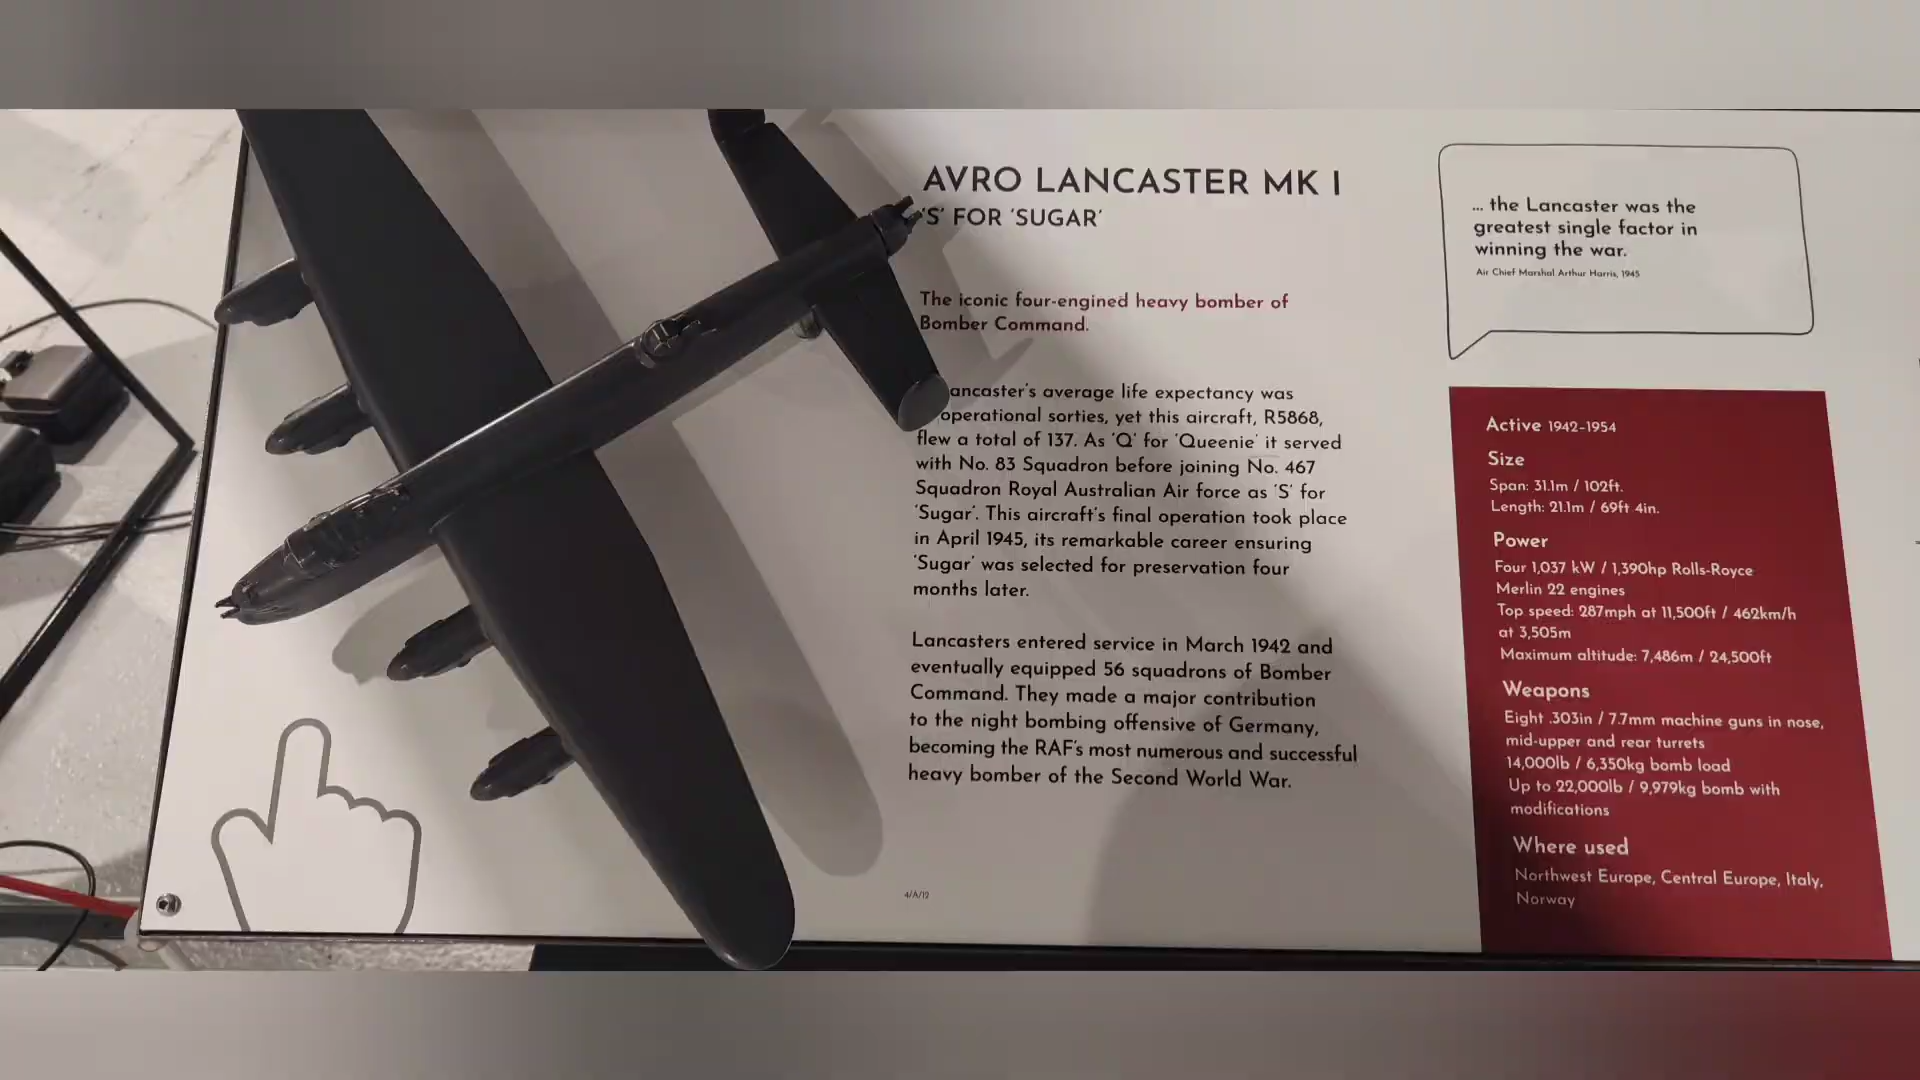 AVRO LANCASTER MK I
'S' FOR 'SUGAR'
The iconic four-engined heavy bomber of
Bomber Command.
average life expectancy was
operational sorties, yet this aircraft, R5868,
flew a total of 137. As 'Q' for 'Queenie' it served
with No. 83 Squadron before joining No. 467
Squadron Royal Australian Air force as 'S' for
'Sugar'. This aircraft's final operation took place
in April 1945, its remarkable career ensuring
'Sugar' was selected for preservation four
months later.
Lancasters entered service in March 1942 and
eventually equipped 56 squadrons of Bomber
Command. They made a major contribution
to the night bombing offensive of Germany,
becoming the RAF's most numerous and successful
heavy bomber of the Second World War.
4/A/12
... the Lancaster was the
greatest single factor in
winning the war.
Air Chief Marshal Arthur Harris, 1945
Active 1942-1954
Size
Span: 31.1m / 102ft.
Length: 21.1m / 69ft 4in.
Power
Four 1,037 kW / 1,390hp Rolls-Royce
Merlin 22 engines
Top speed: 287mph at 11,500ft / 462km/h
at 3,505m
Maximum altitude: 7,486m / 24,500ft
Weapons
Eight .303in / 7.7mm machine guns in nose,
mid-upper and rear turrets
14,000lb / 6,350kg bomb load
Up to 22,000lb / 9,979kg bomb with
modifications
Where used
Northwest Europe, Central Europe, Italy,
Norway